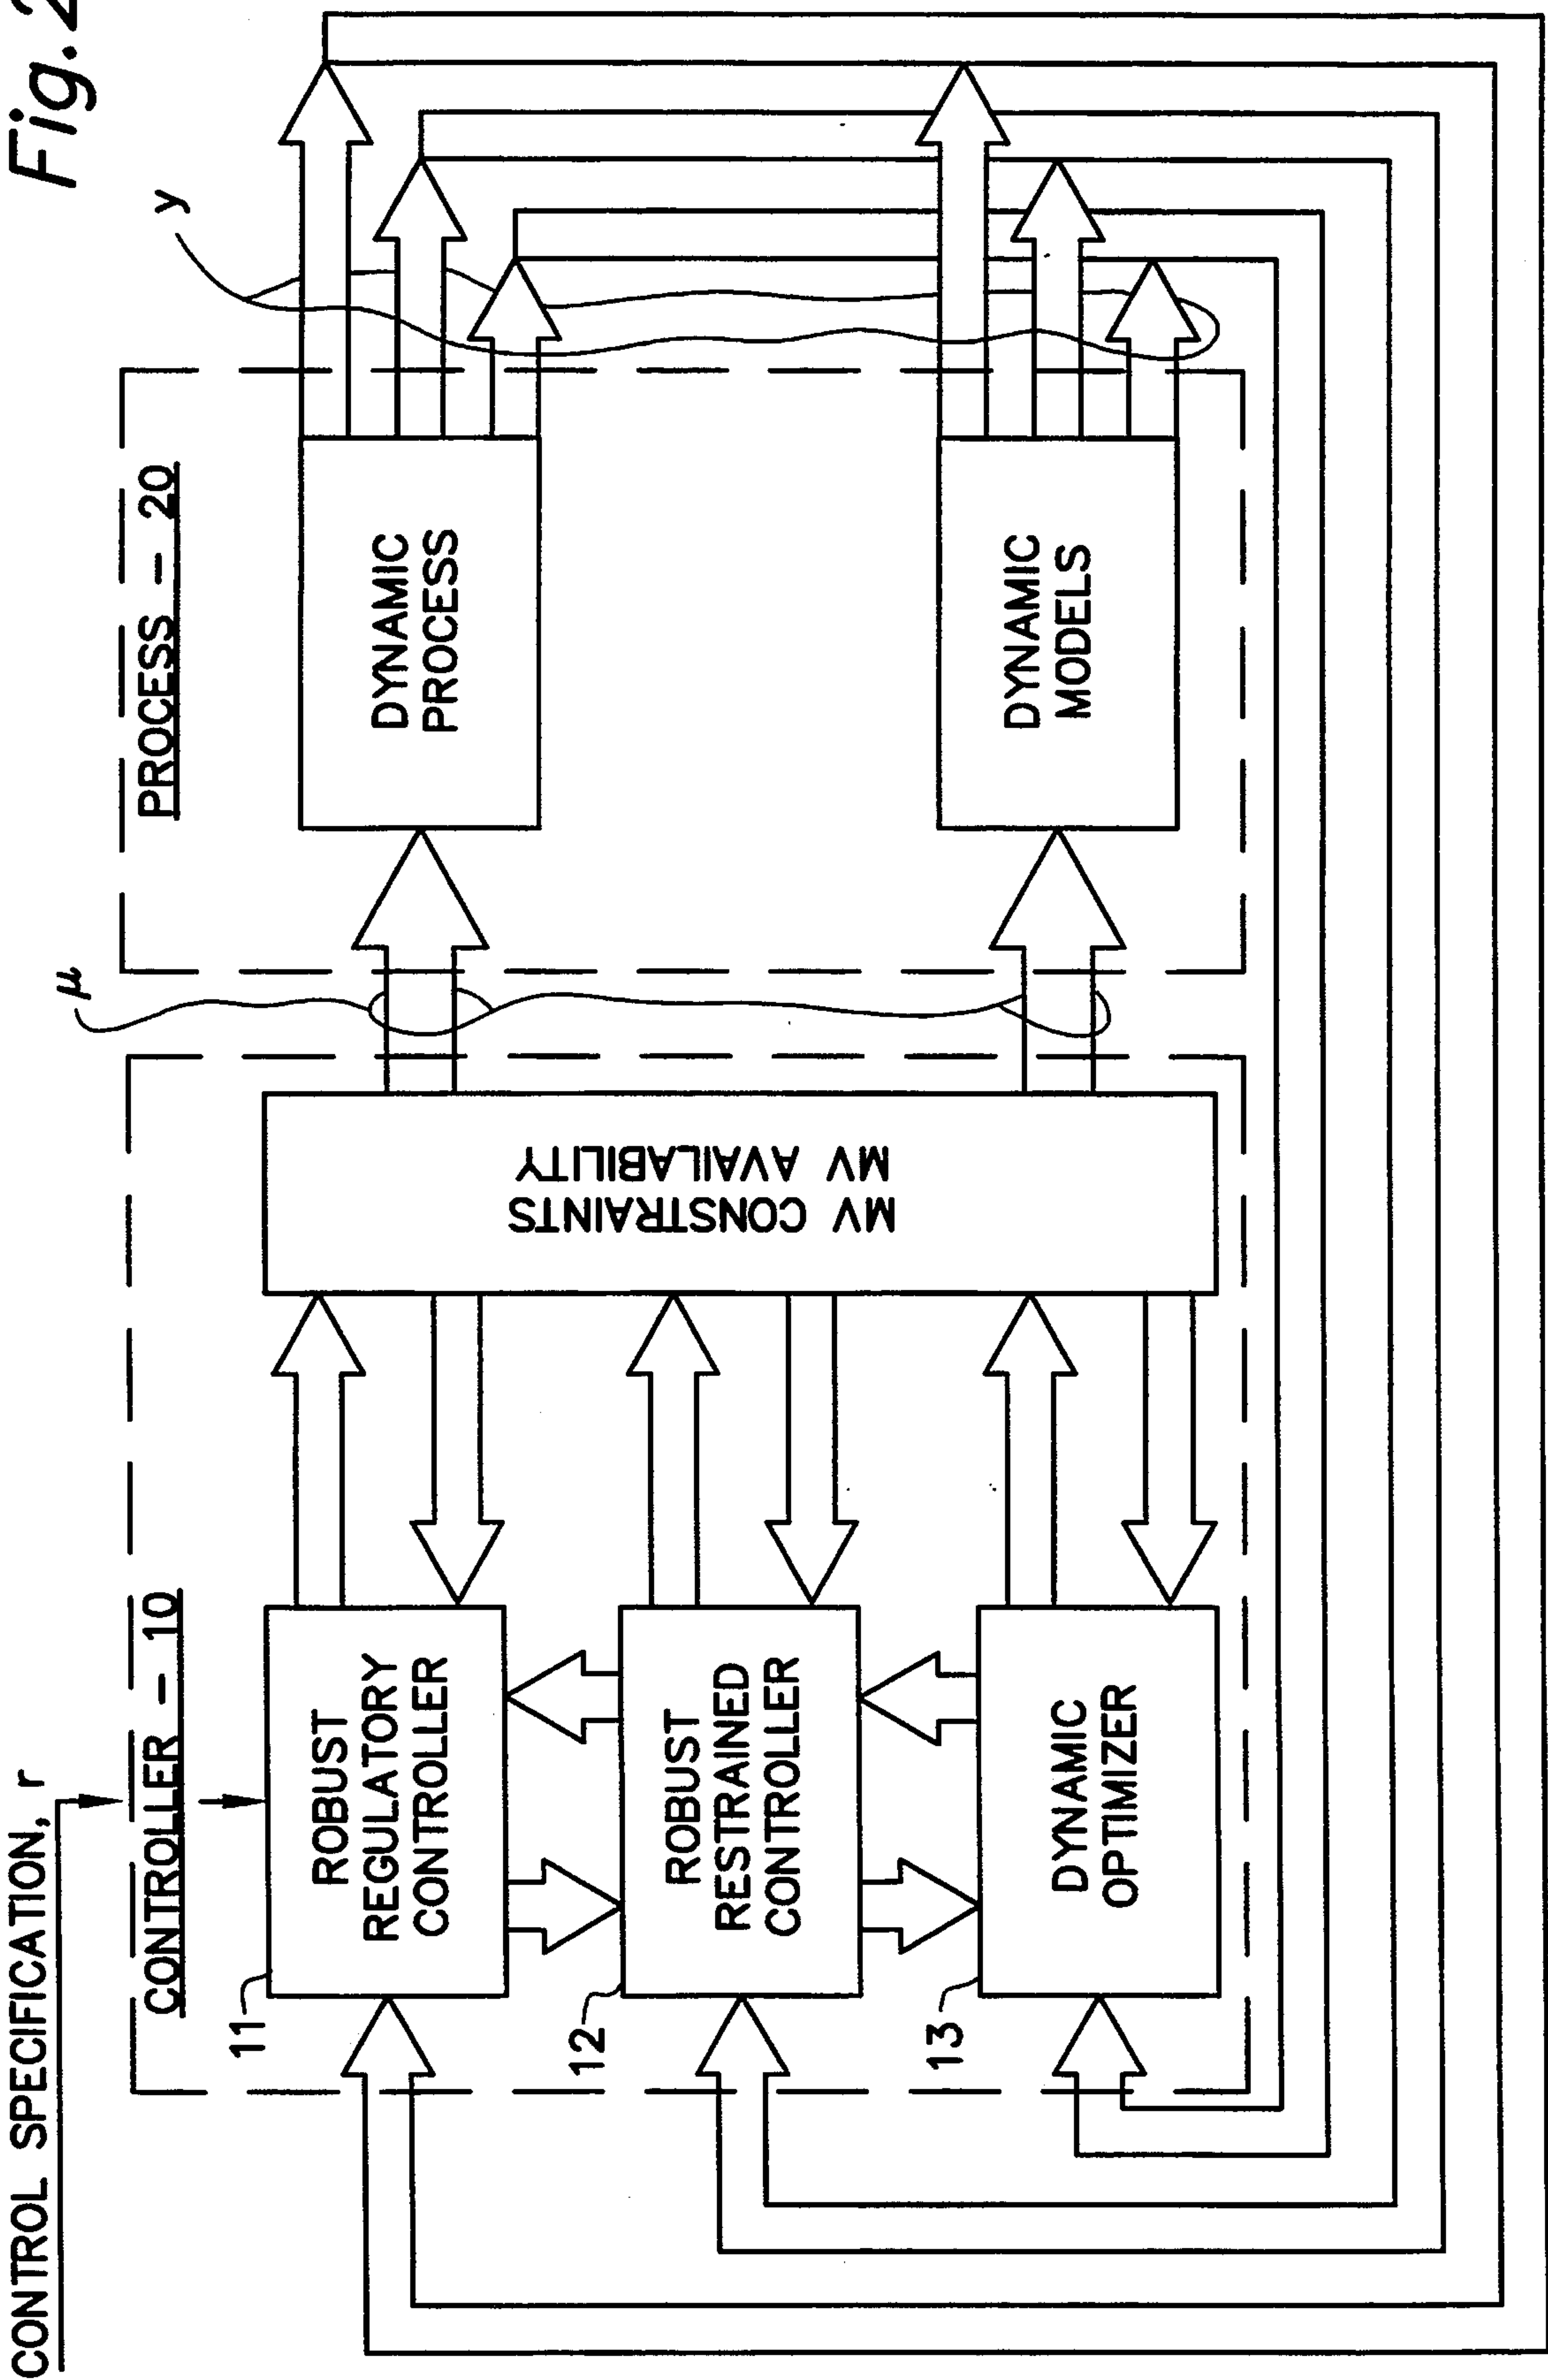 Fig.2
CONTROL SPECIFICATION, r
CONTROLLER – 10
PROCESS – 20
μ
y
11
ROBUST
REGULATORY
CONTROLLER
12
ROBUST
RESTRAINED
CONTROLLER
13
DYNAMIC
OPTIMIZER
MV CONSTRAINTS
MV AVAILABILITY
DYNAMIC
PROCESS
DYNAMIC
MODELS